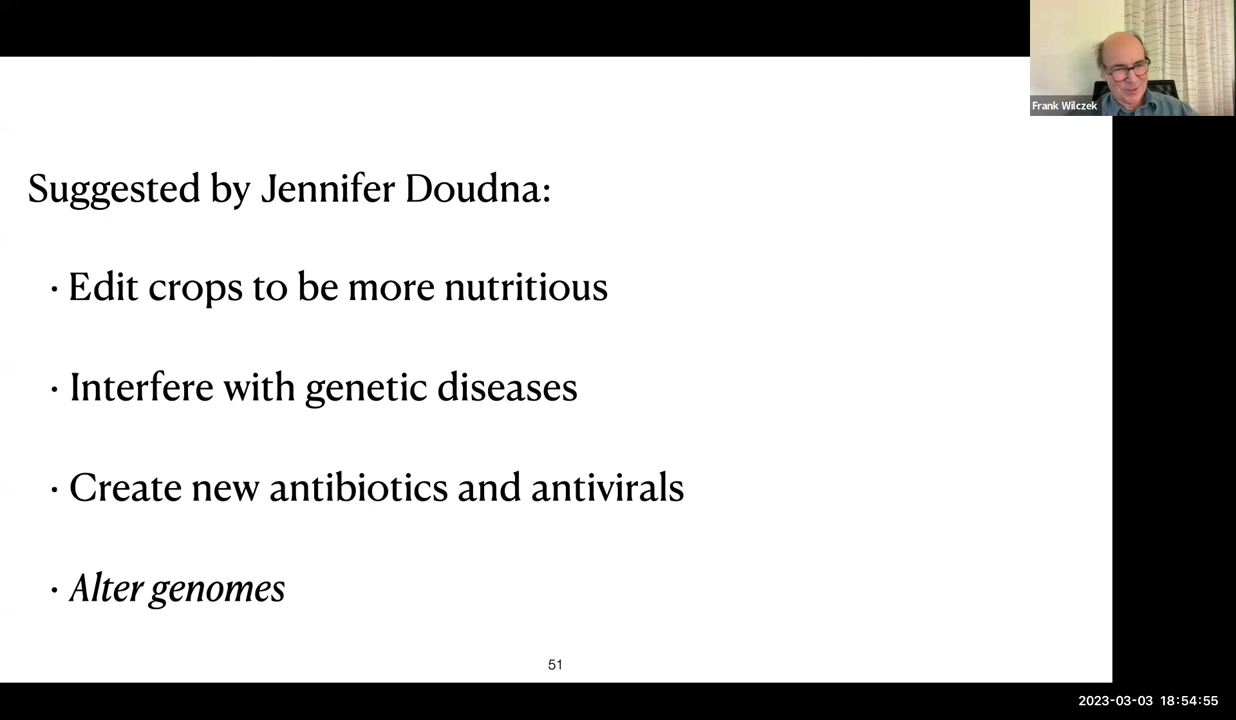 Frank Wilczek
Suggested by Jennifer Doudna:
· Edit crops to be more nutritious
· Interfere with genetic diseases
· Create new antibiotics and antivirals
· Alter genomes
51
2023-03-03 18:54:55